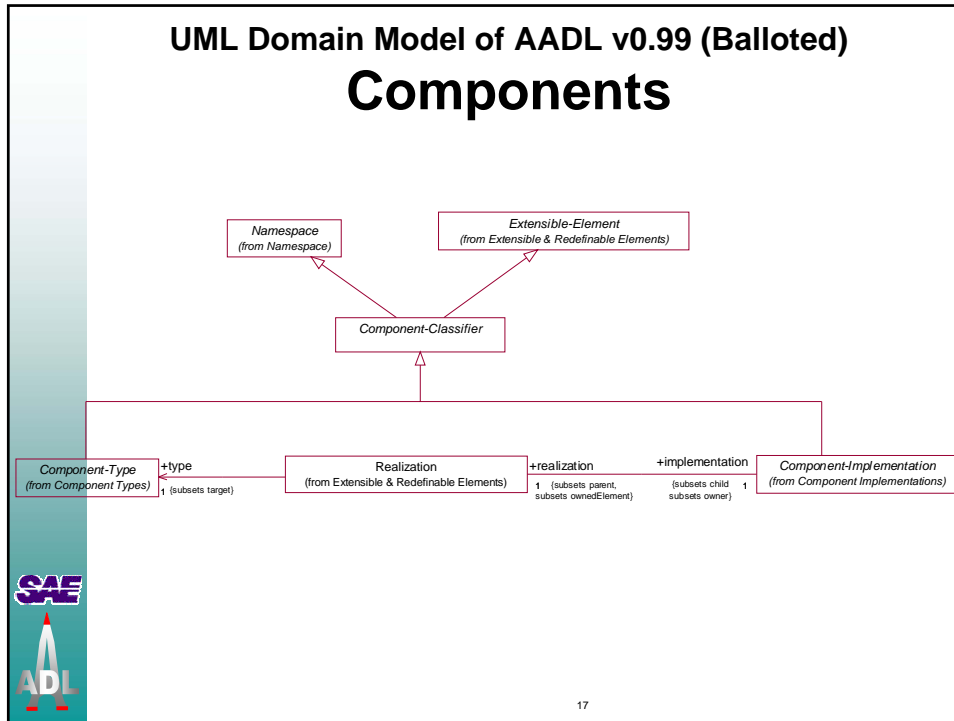 UML Domain Model of AADL v0.99 (Balloted)
Components
Namespace
(from Namespace)
Extensible-Element
(from Extensible & Redefinable Elements)
Component-Classifier
Component-Type
(from Component Types)
+type
1 {subsets target}
Realization
(from Extensible & Redefinable Elements)
+realization
1 {subsets parent,
subsets ownedElement}
+implementation
{subsets child 1
subsets owner}
Component-Implementation
(from Component Implementations)
SAE
ADL
17